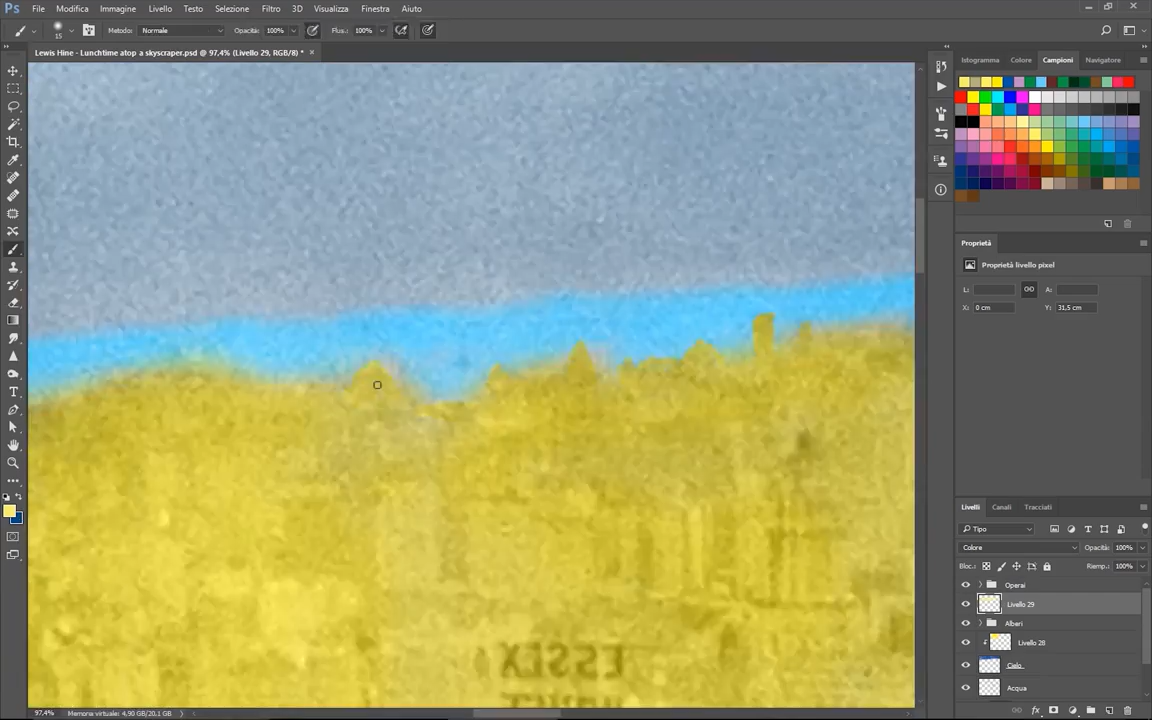 Ps File Modifica Immagine Livello Testo Selezione Filtro 3D Visualizza Finestra Aiuto
15 Metodo: Normale Opacità: 100% Flus.: 100%
Lewis Hine - Lunchtime atop a skyscraper.psd @ 97,4% (Livello 29, RGB/8) * ×
Istogramma Colore Campioni Navigatore
Proprietà
Proprietà livello pixel
L: A:
X: 0 cm Y: 31,5 cm
Livelli Canali Tracciati
Tipo
Colore Opacità: 100%
Bloc.: Riemp.: 100%
Operai
Livello 29
Alberi
Livello 28
Cielo
Acqua
ESSEX
97,4% Memoria virtuale: 4,90 GB/20,1 GB